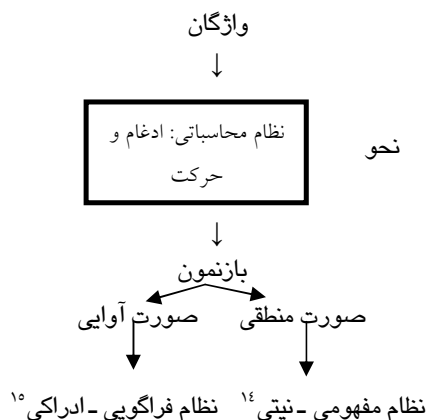 واژگان
↓
نظام محاسباتی: ادغام و
حرکت
نحو
↓
بازنمون
صورت منطقی صورت آوایی
نظام مفهومی ـ نیتی۱۴ نظام فراگویی ـ ادراکی۱۵